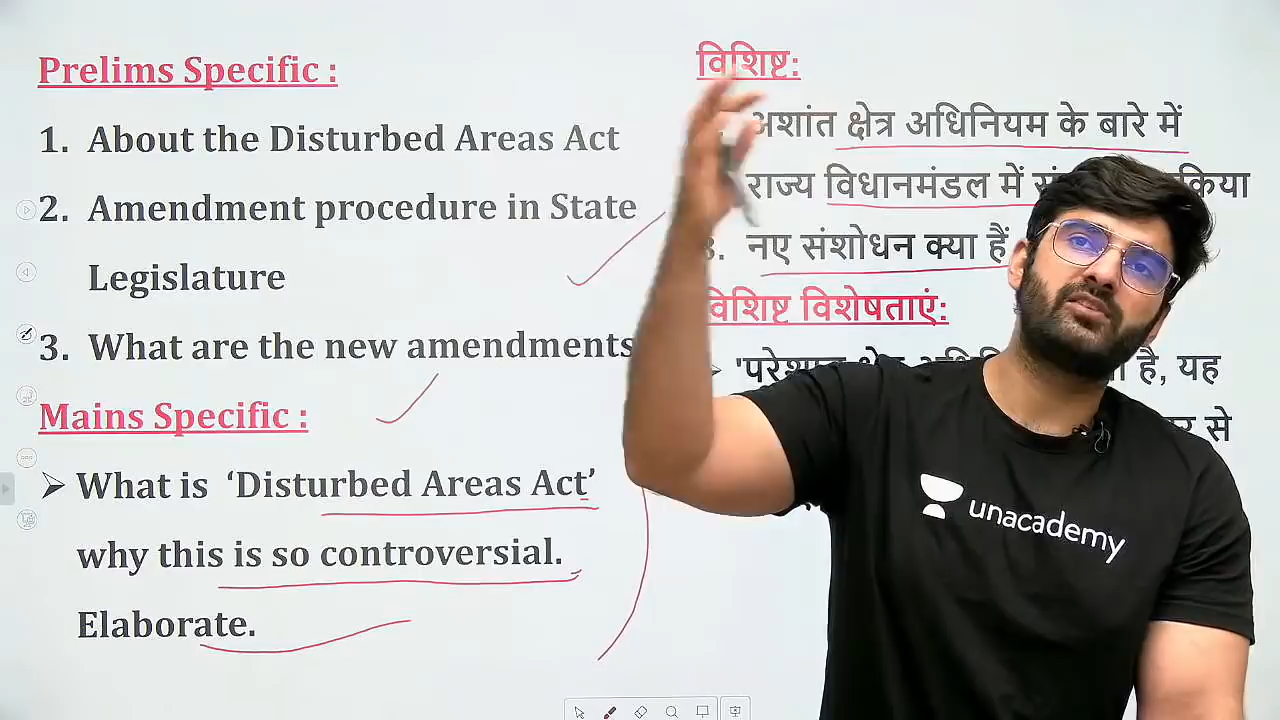 Prelims Specific :
1. About the Disturbed Areas Act
2. Amendment procedure in State
Legislature
3. What are the new amendments
Mains Specific :
➤ What is ‘Disturbed Areas Act’
why this is so controversial.
Elaborate.
विशिष्ट:
अशांत क्षेत्र अधिनियम के बारे में
राज्य विधानमंडल में
3. नए संशोधन क्या हैं
विशिष्ट विशेषताएं:
है, यह
से
unacademy